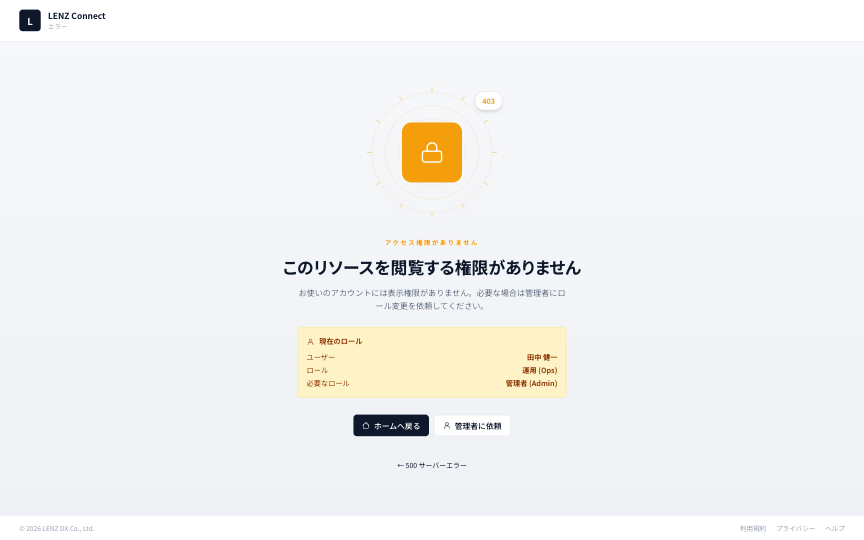 L
LENZ Connect
エラー
403
アクセス権限がありません
このリソースを閲覧する権限がありません
お使いのアカウントには表示権限がありません。必要な場合は管理者にロ
ール変更を依頼してください。
現在のロール
ユーザー 田中 健一
ロール 運用 (Ops)
必要なロール 管理者 (Admin)
ホームへ戻る 管理者に依頼
← 500 サーバーエラー
© 2026 LENZ DX Co., Ltd. 利用規約 プライバシー ヘルプ